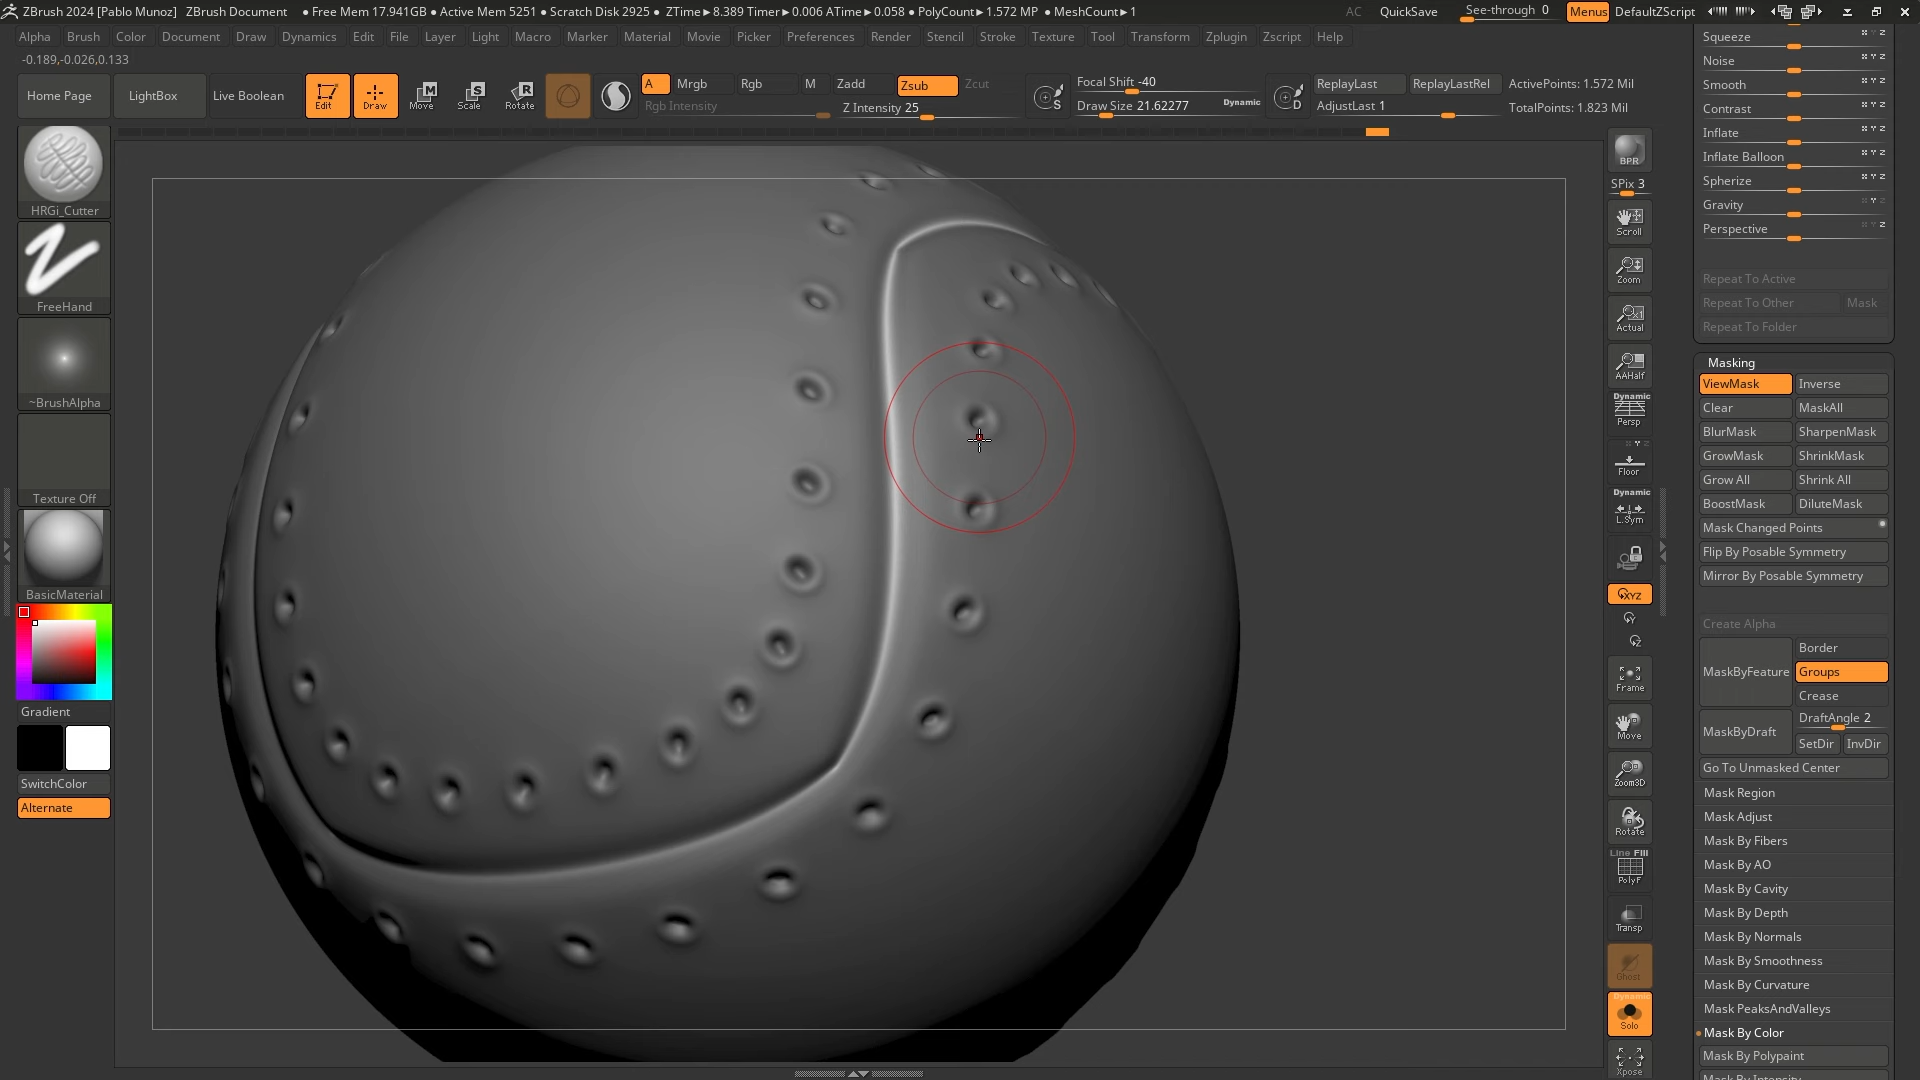 ZBrush 2024 [Pablo Munoz] ZBrush Document • Free Mem 17.941GB • Active Mem 5251 • Scratch Disk 2925 • ZTime►8.389 Timer►0.006 ATime►0.058 • PolyCount►1.572 MP • MeshCount►1 AC QuickSave See-through 0 Menus DefaultZScript
Alpha Brush Color Document Draw Dynamics Edit File Layer Light Macro Marker Material Movie Picker Preferences Render Stencil Stroke Texture Tool Transform Zplugin Zscript Help
-0.189,-0.026,0.133
Home Page LightBox Live Boolean Edit Draw Move Scale Rotate
A Mrgb Rgb M Zadd Zsub Zcut
Rgb Intensity Z Intensity 25
S Focal Shift -40
Draw Size 21.62277 Dynamic
D ReplayLast ReplayLastRel ActivePoints: 1.572 Mil
AdjustLast 1 TotalPoints: 1.823 Mil
HRGi_Cutter
FreeHand
~BrushAlpha
Texture Off
BasicMaterial
Gradient
SwitchColor
Alternate
BPR
SPix 3
Scroll
Zoom
Actual
AAHalf
Dynamic
Persp
Floor
Dynamic
L.Sym
XYZ
Y
Z
Frame
Move
Zoom3D
Rotate
Line Fill
PolyF
Transp
Ghost
Dynamic
Solo
Xpose
Squeeze
Noise
Smooth
Contrast
Inflate
Inflate Balloon
Spherize
Gravity
Perspective
Repeat To Active
Repeat To Other Mask
Repeat To Folder
Masking
ViewMask Inverse
Clear MaskAll
BlurMask SharpenMask
GrowMask ShrinkMask
Grow All Shrink All
BoostMask DiluteMask
Mask Changed Points
Flip By Posable Symmetry
Mirror By Posable Symmetry
Create Alpha
MaskByFeature Border
Groups
Crease
MaskByDraft DraftAngle 2
SetDir InvDir
Go To Unmasked Center
Mask Region
Mask Adjust
Mask By Fibers
Mask By AO
Mask By Cavity
Mask By Depth
Mask By Normals
Mask By Smoothness
Mask By Curvature
Mask PeaksAndValleys
Mask By Color
Mask By Polypaint
Mask By Intensity